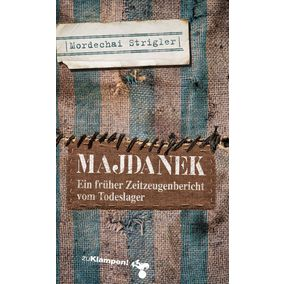 Mordechai Strigler
MAJDANEK
Ein früher Zeitzeugenbericht
vom Todeslager
zuKlampen!